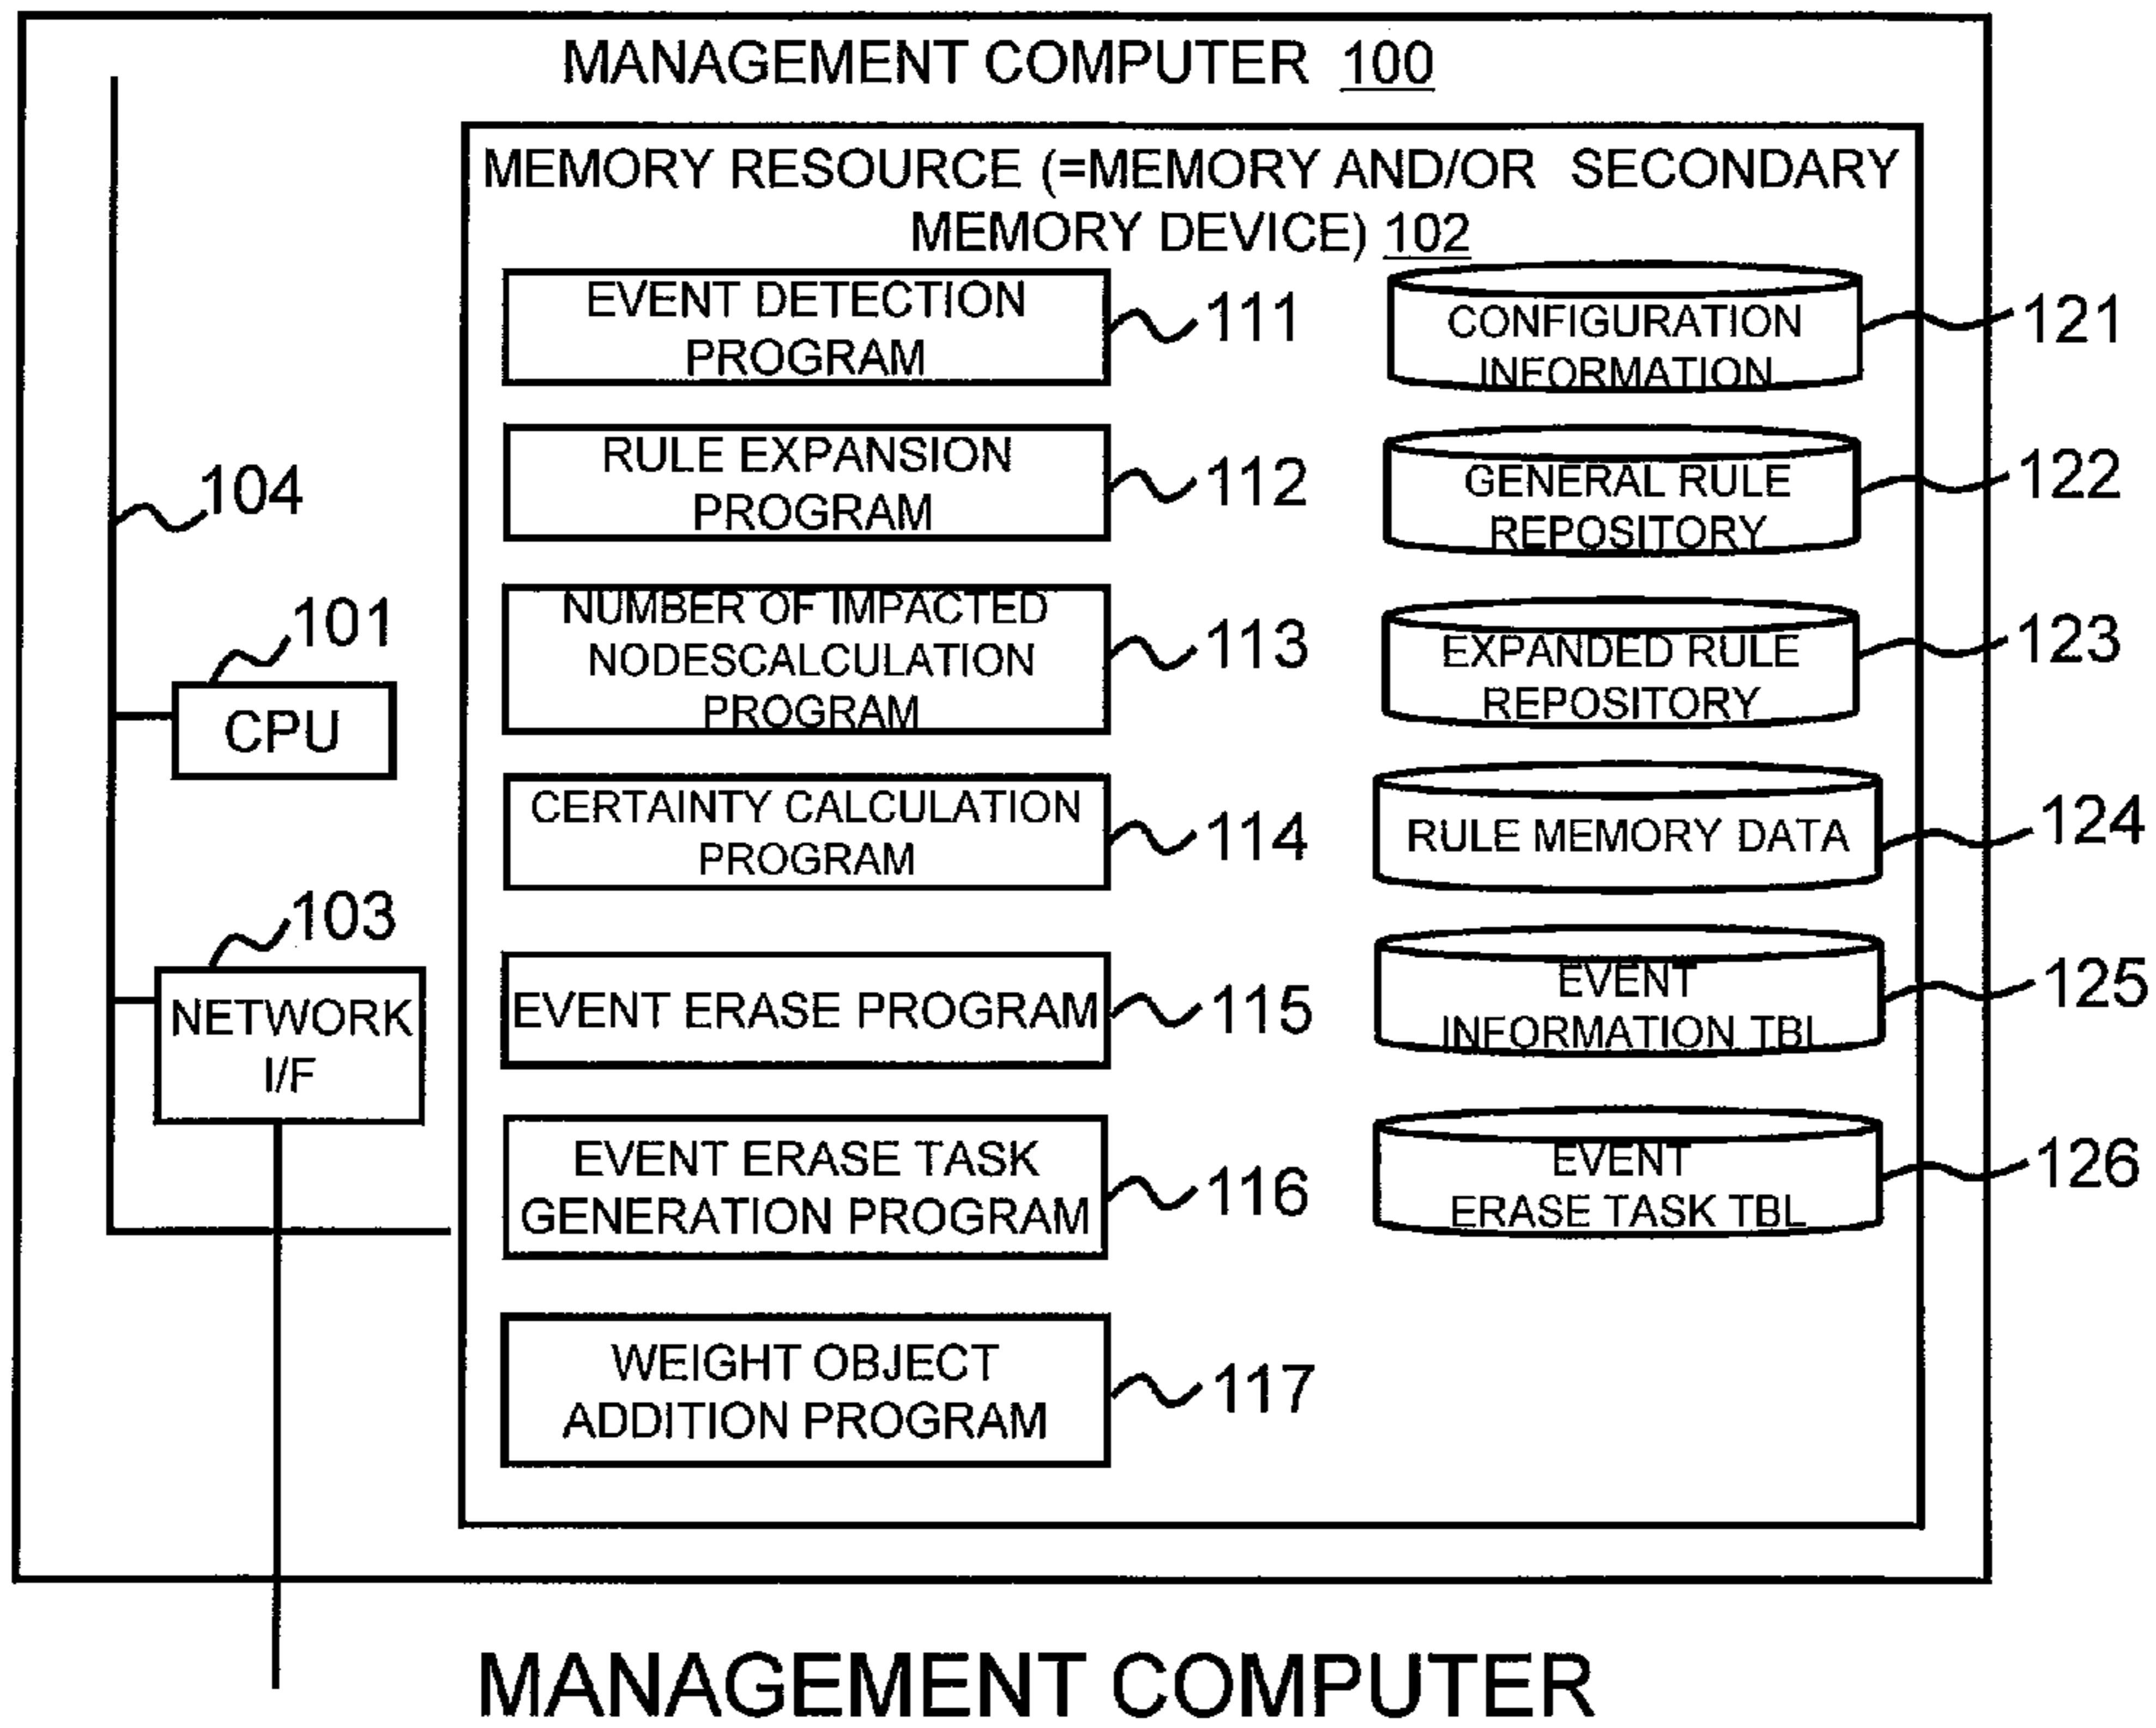 MANAGEMENT COMPUTER 100
MEMORY RESOURCE (=MEMORY AND/OR SECONDARY
MEMORY DEVICE) 102
EVENT DETECTION
PROGRAM
111
RULE EXPANSION
PROGRAM
112
NUMBER OF IMPACTED
NODESCALCULATION
PROGRAM
113
CERTAINTY CALCULATION
PROGRAM
114
EVENT ERASE PROGRAM
115
EVENT ERASE TASK
GENERATION PROGRAM
116
WEIGHT OBJECT
ADDITION PROGRAM
117
CONFIGURATION
INFORMATION
121
GENERAL RULE
REPOSITORY
122
EXPANDED RULE
REPOSITORY
123
RULE MEMORY DATA
124
EVENT
INFORMATION TBL
125
EVENT
ERASE TASK TBL
126
104
101
CPU
103
NETWORK
I/F
MANAGEMENT COMPUTER